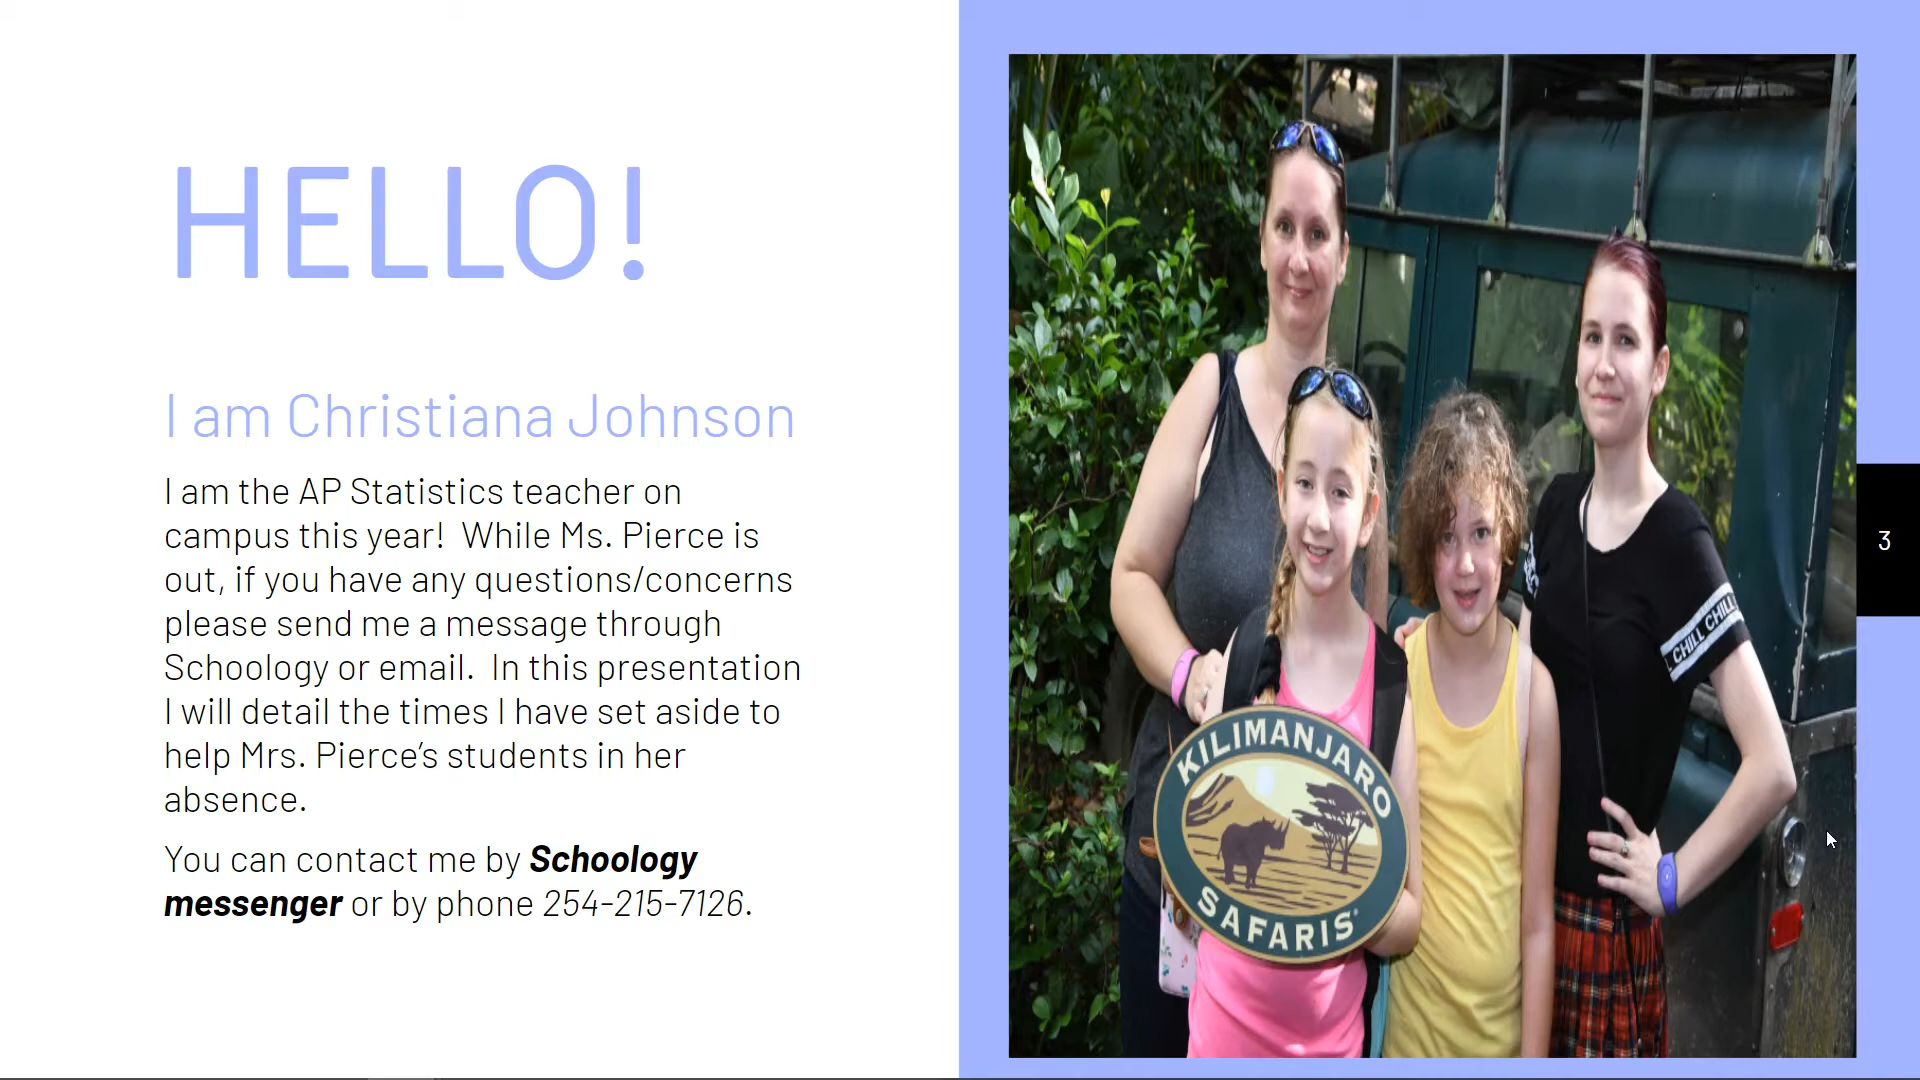 HELLO!
I am Christiana Johnson
I am the AP Statistics teacher on
campus this year!  While Ms. Pierce is
out, if you have any questions/concerns
please send me a message through
Schoology or email.  In this presentation
I will detail the times I have set aside to
help Mrs. Pierce’s students in her
absence.
You can contact me by Schoology
messenger or by phone 254-215-7126.
CHILL CHILL
KILIMANJARO
SAFARIS
3